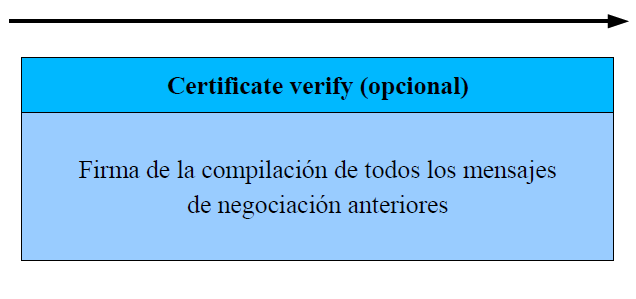 Certificate verify (opcional)
Firma de la compilación de todos los mensajes
de negociación anteriores